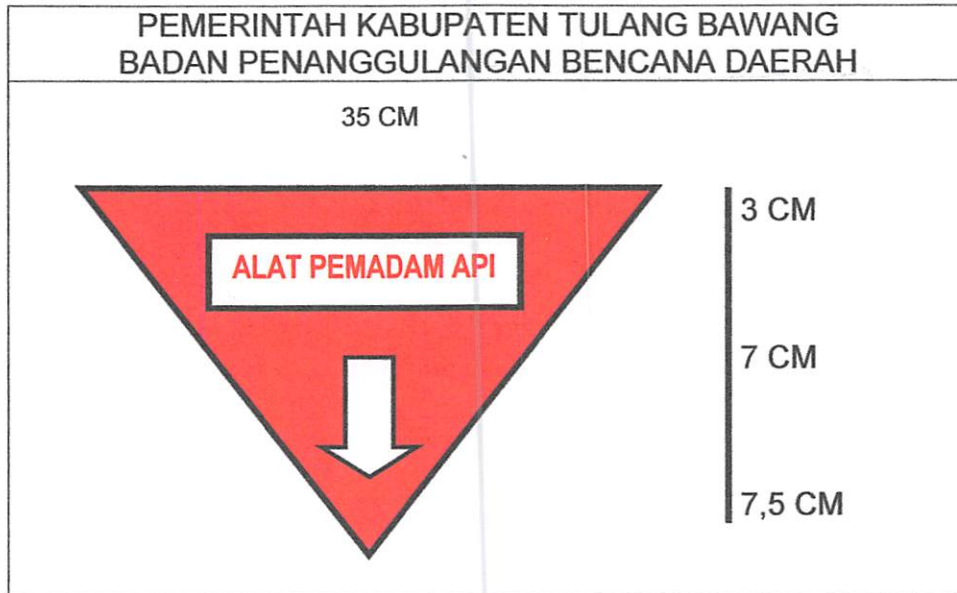 PEMERINTAH KABUPATEN TULANG BAWANG
BADAN PENANGGULANGAN BENCANA DAERAH
35 CM
3 CM
ALAT PEMADAM API
7 CM
7,5 CM